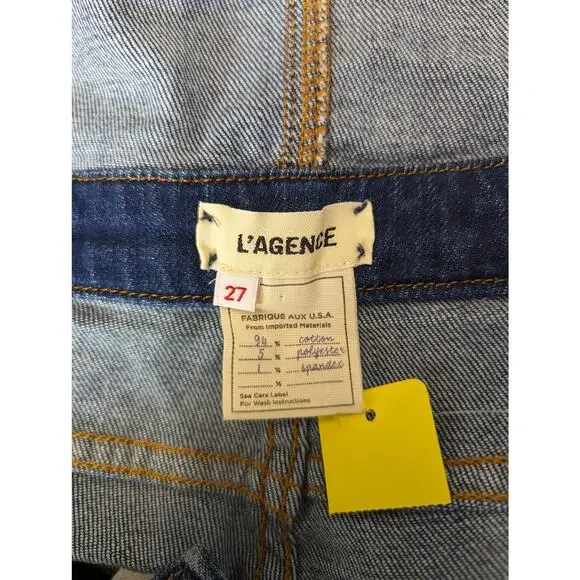 L'AGENCE
27
FABRIQUE AUX U.S.A.
From Imported Materials
94 % cotton
5 % polyester
1 % spandex
%
See Care Label
For Wash Instructions